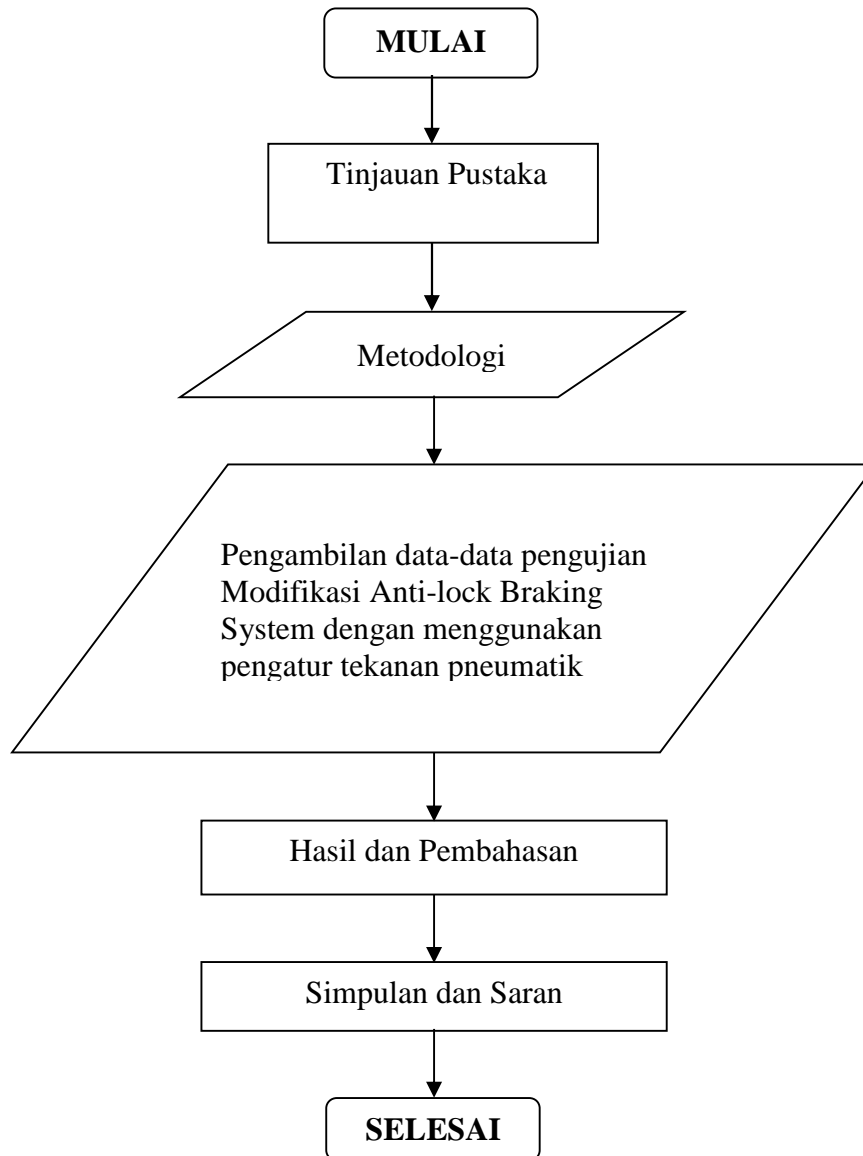 MULAI
Tinjauan Pustaka
Metodologi
Pengambilan data-data pengujian
Modifikasi Anti-lock Braking
System dengan menggunakan
pengatur tekanan pneumatik
Hasil dan Pembahasan
Simpulan dan Saran
SELESAI